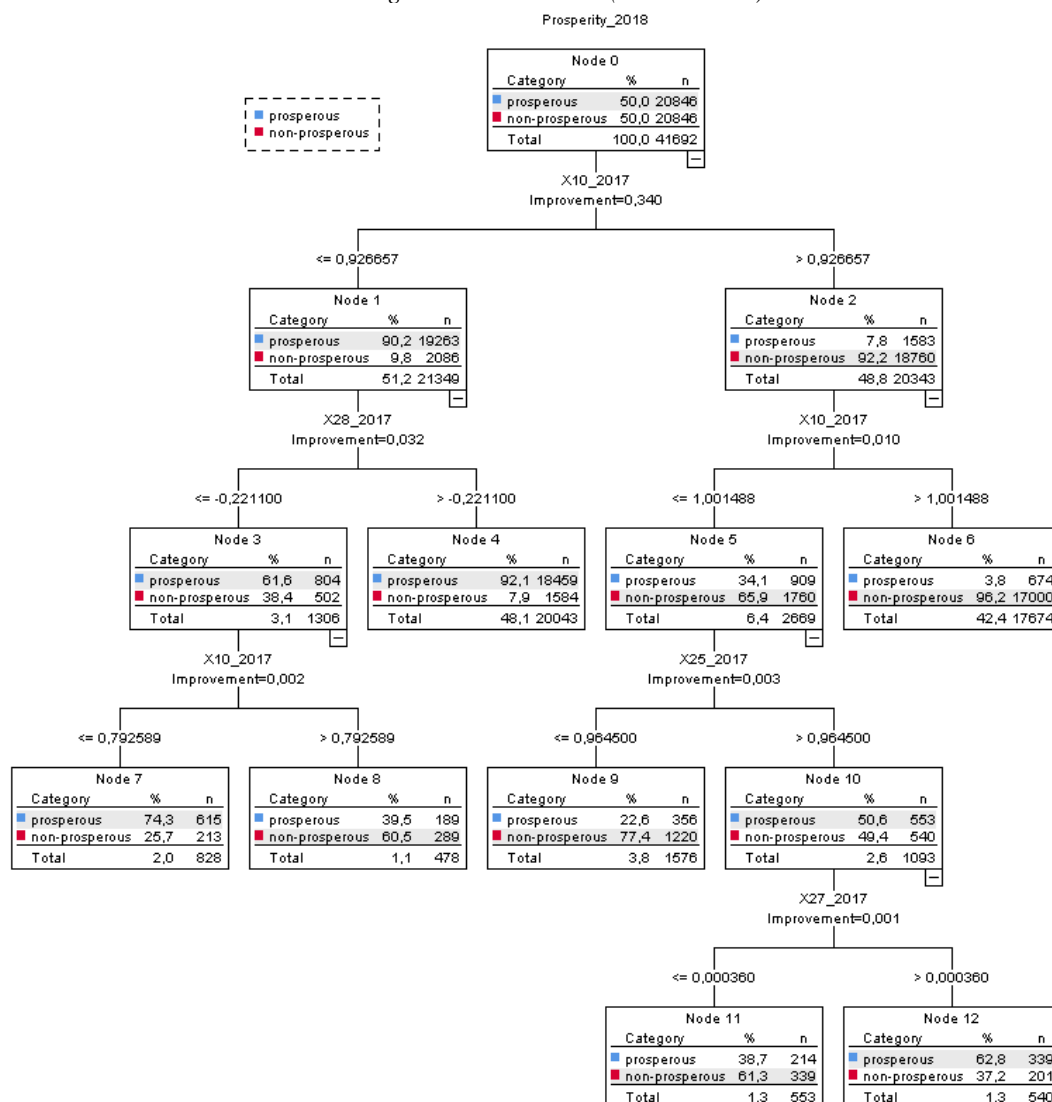 Prosperity_2018
prosperous
non-prosperous
Node 0
Category % n
prosperous 50,0 20846
non-prosperous 50,0 20846
Total 100,0 41692
X10_2017
Improvement=0,340
<= 0,926657
> 0,926657
Node 1
Category % n
prosperous 90,2 19263
non-prosperous 9,8 2086
Total 51,2 21349
Node 2
Category % n
prosperous 7,8 1583
non-prosperous 92,2 18760
Total 48,8 20343
X28_2017
Improvement=0,032
X10_2017
Improvement=0,010
<= -0,221100
> -0,221100
<= 1,001488
> 1,001488
Node 3
Category % n
prosperous 61,6 804
non-prosperous 38,4 502
Total 3,1 1306
Node 4
Category % n
prosperous 92,1 18459
non-prosperous 7,9 1584
Total 48,1 20043
Node 5
Category % n
prosperous 34,1 909
non-prosperous 65,9 1760
Total 6,4 2669
Node 6
Category % n
prosperous 3,8 674
non-prosperous 96,2 17000
Total 42,4 17674
X10_2017
Improvement=0,002
X25_2017
Improvement=0,003
<= 0,792589
> 0,792589
<= 0,964500
> 0,964500
Node 7
Category % n
prosperous 74,3 615
non-prosperous 25,7 213
Total 2,0 828
Node 8
Category % n
prosperous 39,5 189
non-prosperous 60,5 289
Total 1,1 478
Node 9
Category % n
prosperous 22,6 356
non-prosperous 77,4 1220
Total 3,8 1576
Node 10
Category % n
prosperous 50,6 553
non-prosperous 49,4 540
Total 2,6 1093
X27_2017
Improvement=0,001
<= 0,000360
> 0,000360
Node 11
Category % n
prosperous 38,7 214
non-prosperous 61,3 339
Total 1,3 553
Node 12
Category % n
prosperous 62,8 339
non-prosperous 37,2 201
Total 1,3 540